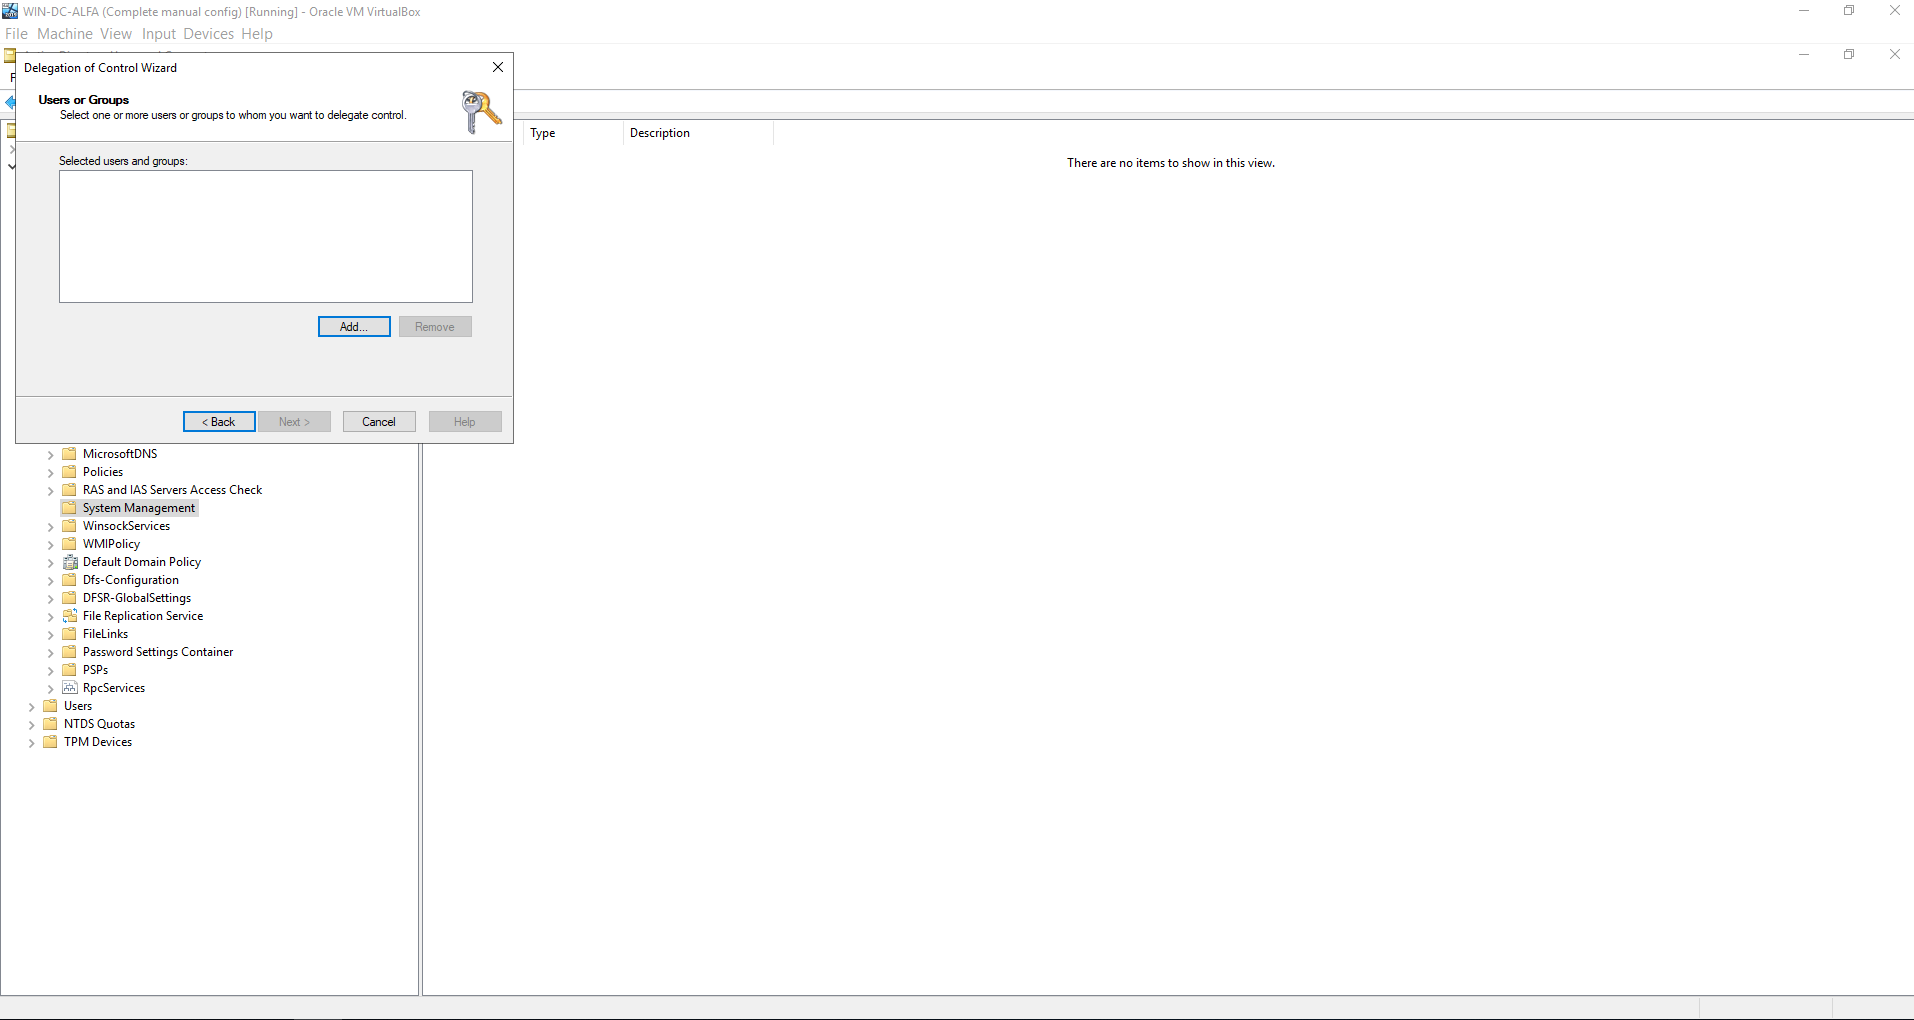 WIN-DC-ALFA (Complete manual config) [Running] - Oracle VM VirtualBox
File Machine View Input Devices Help
Delegation of Control Wizard
Users or Groups
Select one or more users or groups to whom you want to delegate control.
Type Description
Selected users and groups:
There are no items to show in this view.
Add... Remove
< Back Next > Cancel Help
MicrosoftDNS
Policies
RAS and IAS Servers Access Check
System Management
WinsockServices
WMIPolicy
Default Domain Policy
Dfs-Configuration
DFSR-GlobalSettings
File Replication Service
FileLinks
Password Settings Container
PSPs
RpcServices
Users
NTDS Quotas
TPM Devices